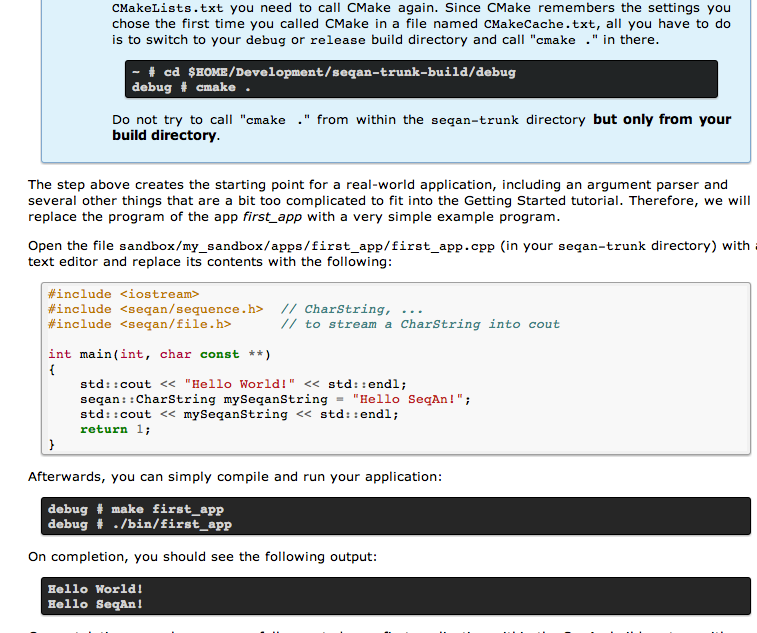 CMakeLists.txt you need to call CMake again. Since CMake remembers the settings you
chose the first time you called CMake in a file named CMakeCache.txt, all you have to do
is to switch to your debug or release build directory and call "cmake ." in there.
~ # cd $HOME/Development/seqan-trunk-build/debug
debug # cmake .
Do not try to call "cmake ." from within the seqan-trunk directory but only from your
build directory.
The step above creates the starting point for a real-world application, including an argument parser and
several other things that are a bit too complicated to fit into the Getting Started tutorial. Therefore, we will
replace the program of the app first_app with a very simple example program.
Open the file sandbox/my_sandbox/apps/first_app/first_app.cpp (in your seqan-trunk directory) with
text editor and replace its contents with the following:
#include <iostream>
#include <seqan/sequence.h>  // CharString, ...
#include <seqan/file.h>      // to stream a CharString into cout
int main(int, char const **)
{
    std::cout << "Hello World!" << std::endl;
    seqan::CharString mySeqanString = "Hello SeqAn!";
    std::cout << mySeqanString << std::endl;
    return 1;
}
Afterwards, you can simply compile and run your application:
debug # make first_app
debug # ./bin/first_app
On completion, you should see the following output:
Hello World!
Hello SeqAn!